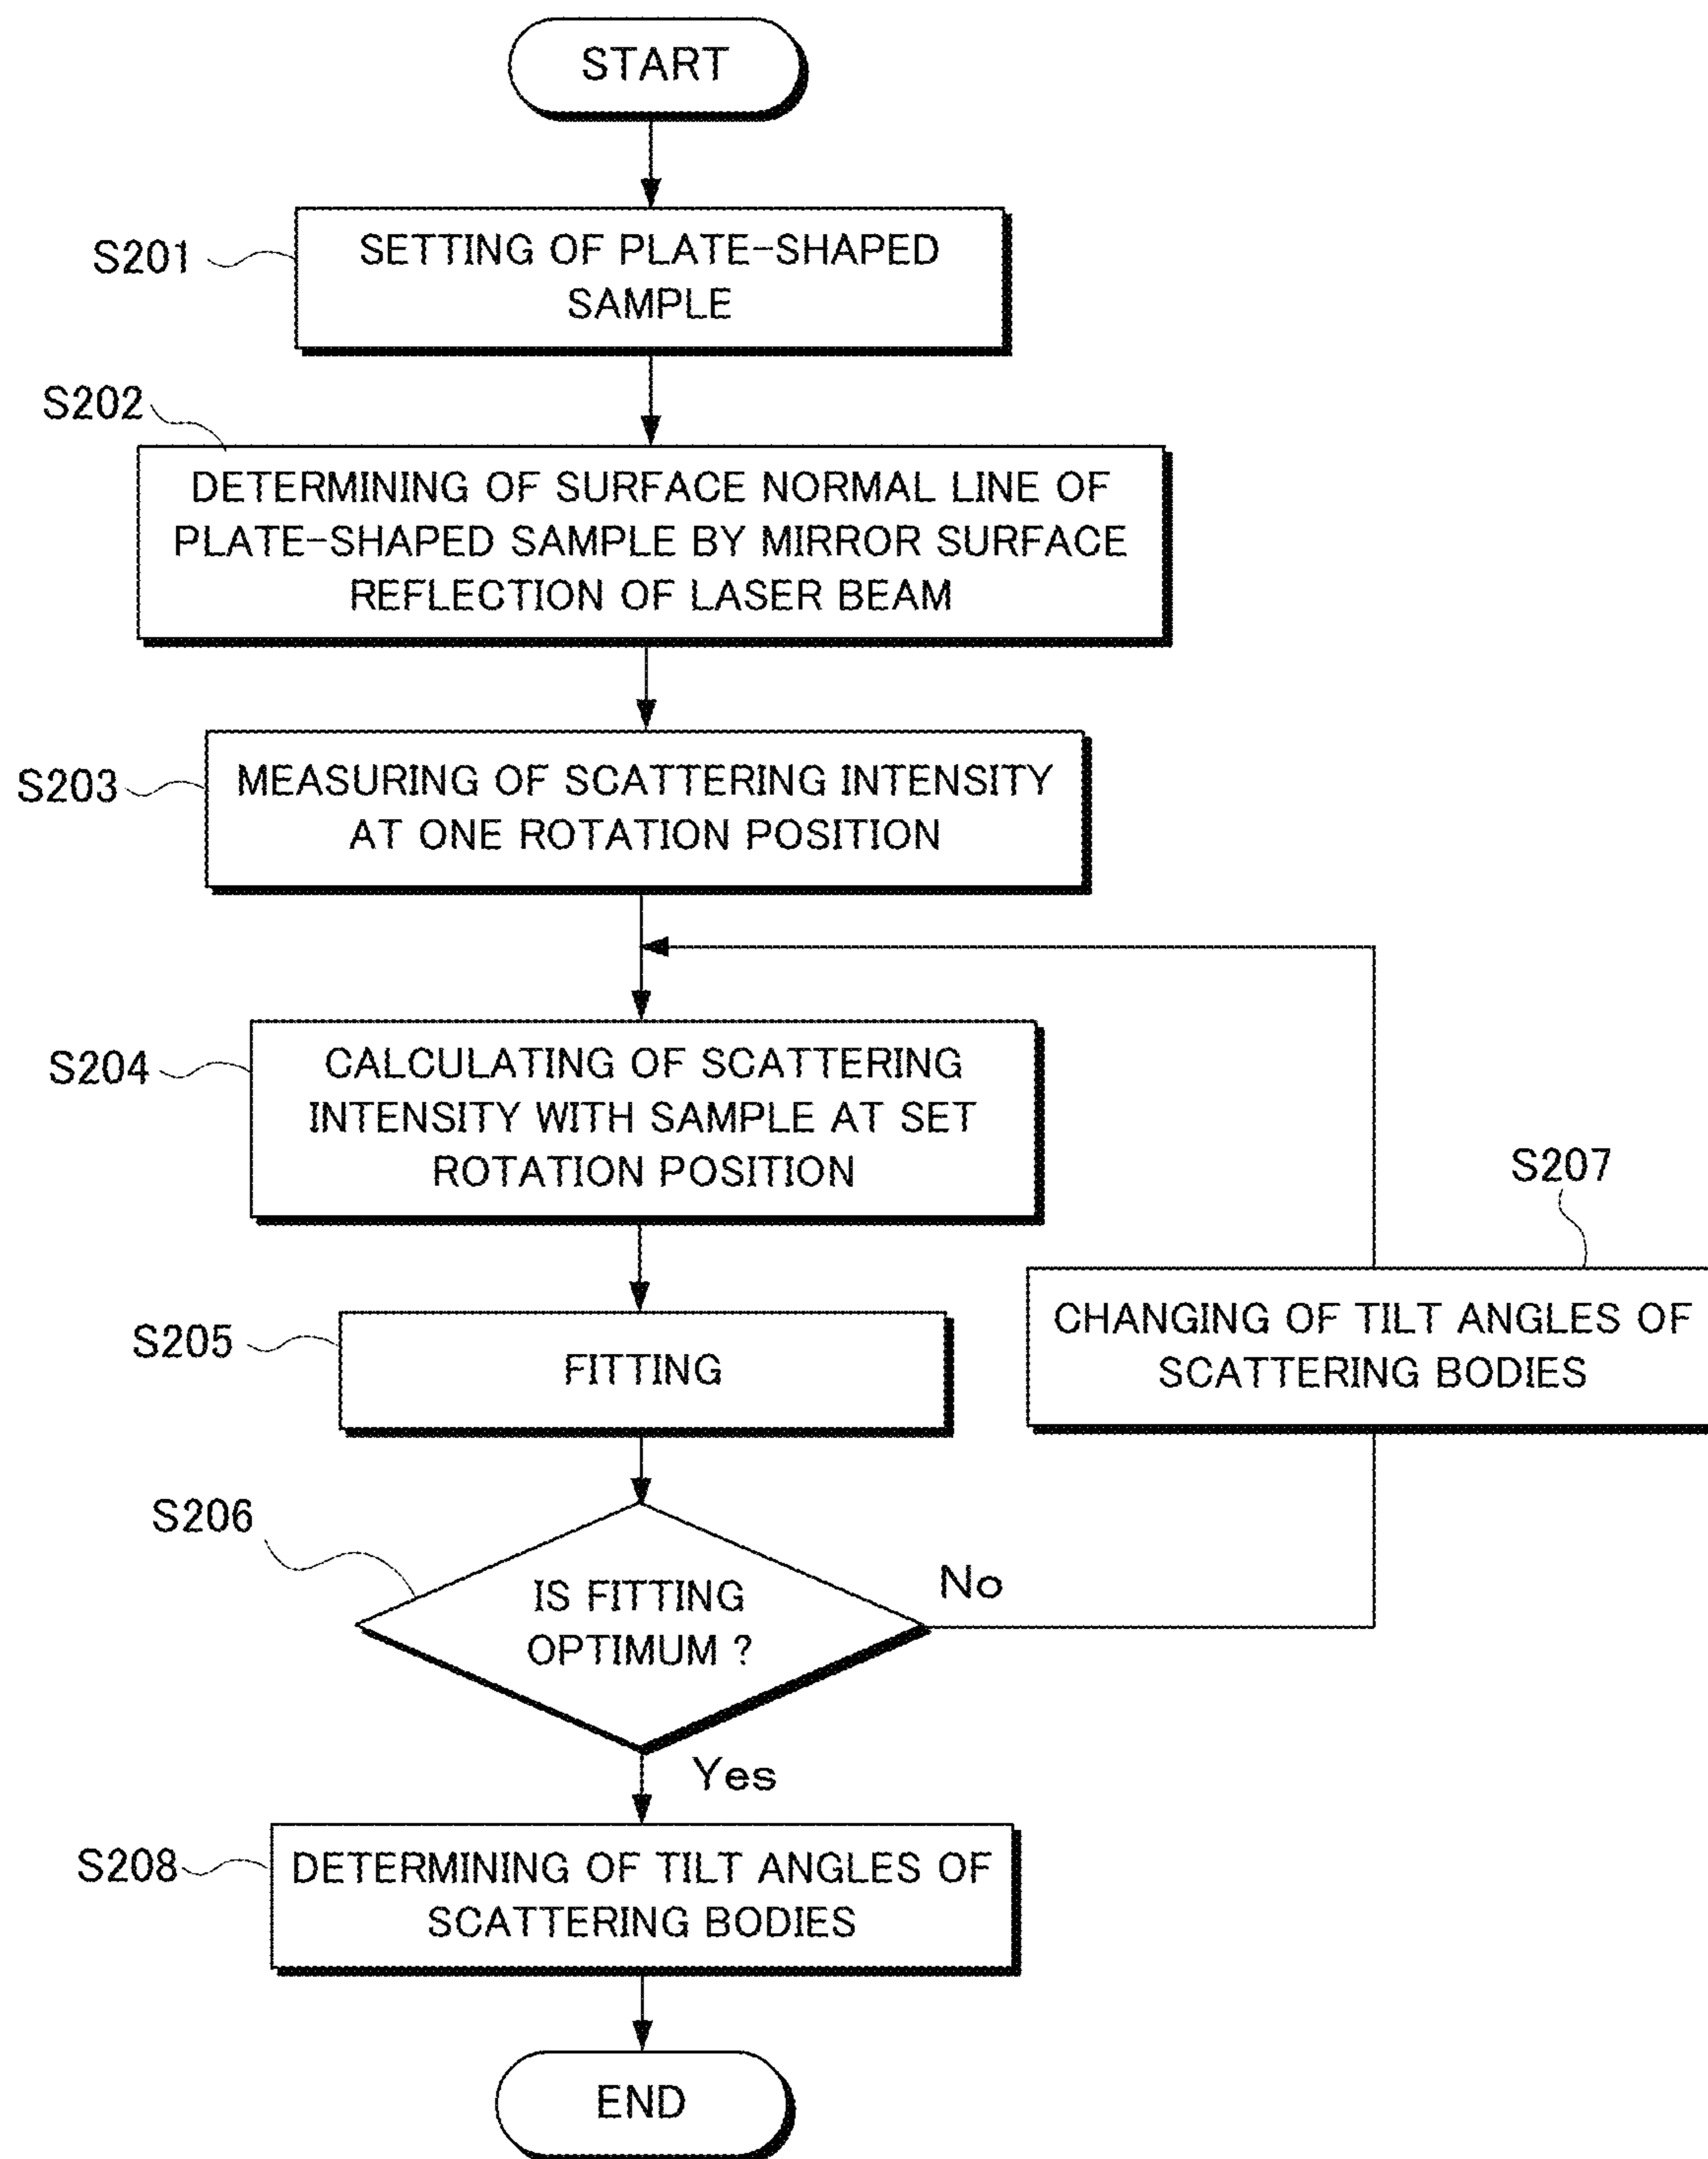 START
S201
SETTING OF PLATE-SHAPED
SAMPLE
S202
DETERMINING OF SURFACE NORMAL LINE OF
PLATE-SHAPED SAMPLE BY MIRROR SURFACE
REFLECTION OF LASER BEAM
S203
MEASURING OF SCATTERING INTENSITY
AT ONE ROTATION POSITION
S204
CALCULATING OF SCATTERING
INTENSITY WITH SAMPLE AT SET
ROTATION POSITION
S207
CHANGING OF TILT ANGLES OF
SCATTERING BODIES
S205
FITTING
S206
IS FITTING
OPTIMUM ?
No
Yes
S208
DETERMINING OF TILT ANGLES OF
SCATTERING BODIES
END